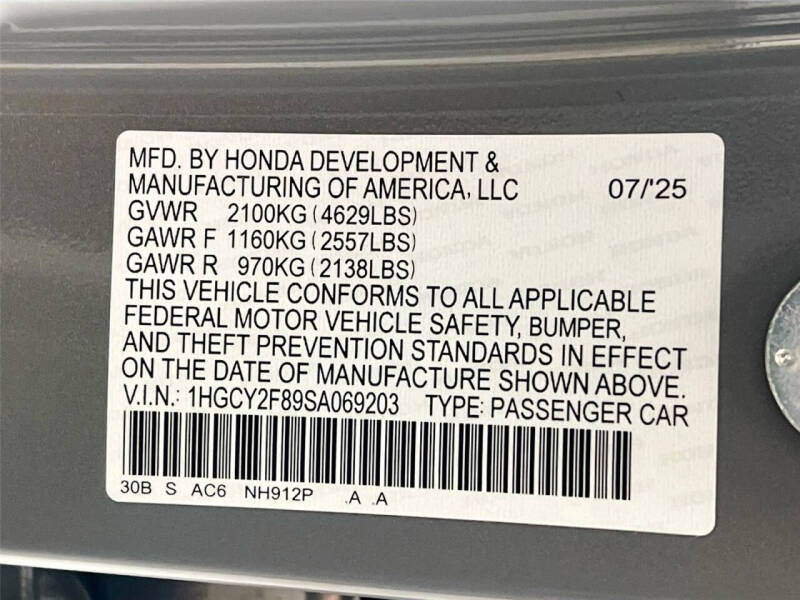 MFD. BY HONDA DEVELOPMENT &
MANUFACTURING OF AMERICA, LLC 07/'25
GVWR 2100KG (4629LBS)
GAWR F 1160KG (2557LBS)
GAWR R 970KG (2138LBS)
THIS VEHICLE CONFORMS TO ALL APPLICABLE
FEDERAL MOTOR VEHICLE SAFETY, BUMPER,
AND THEFT PREVENTION STANDARDS IN EFFECT
ON THE DATE OF MANUFACTURE SHOWN ABOVE.
V.I.N.: 1HGCY2F89SA069203 TYPE: PASSENGER CAR
30B S AC6 NH912P .A .A